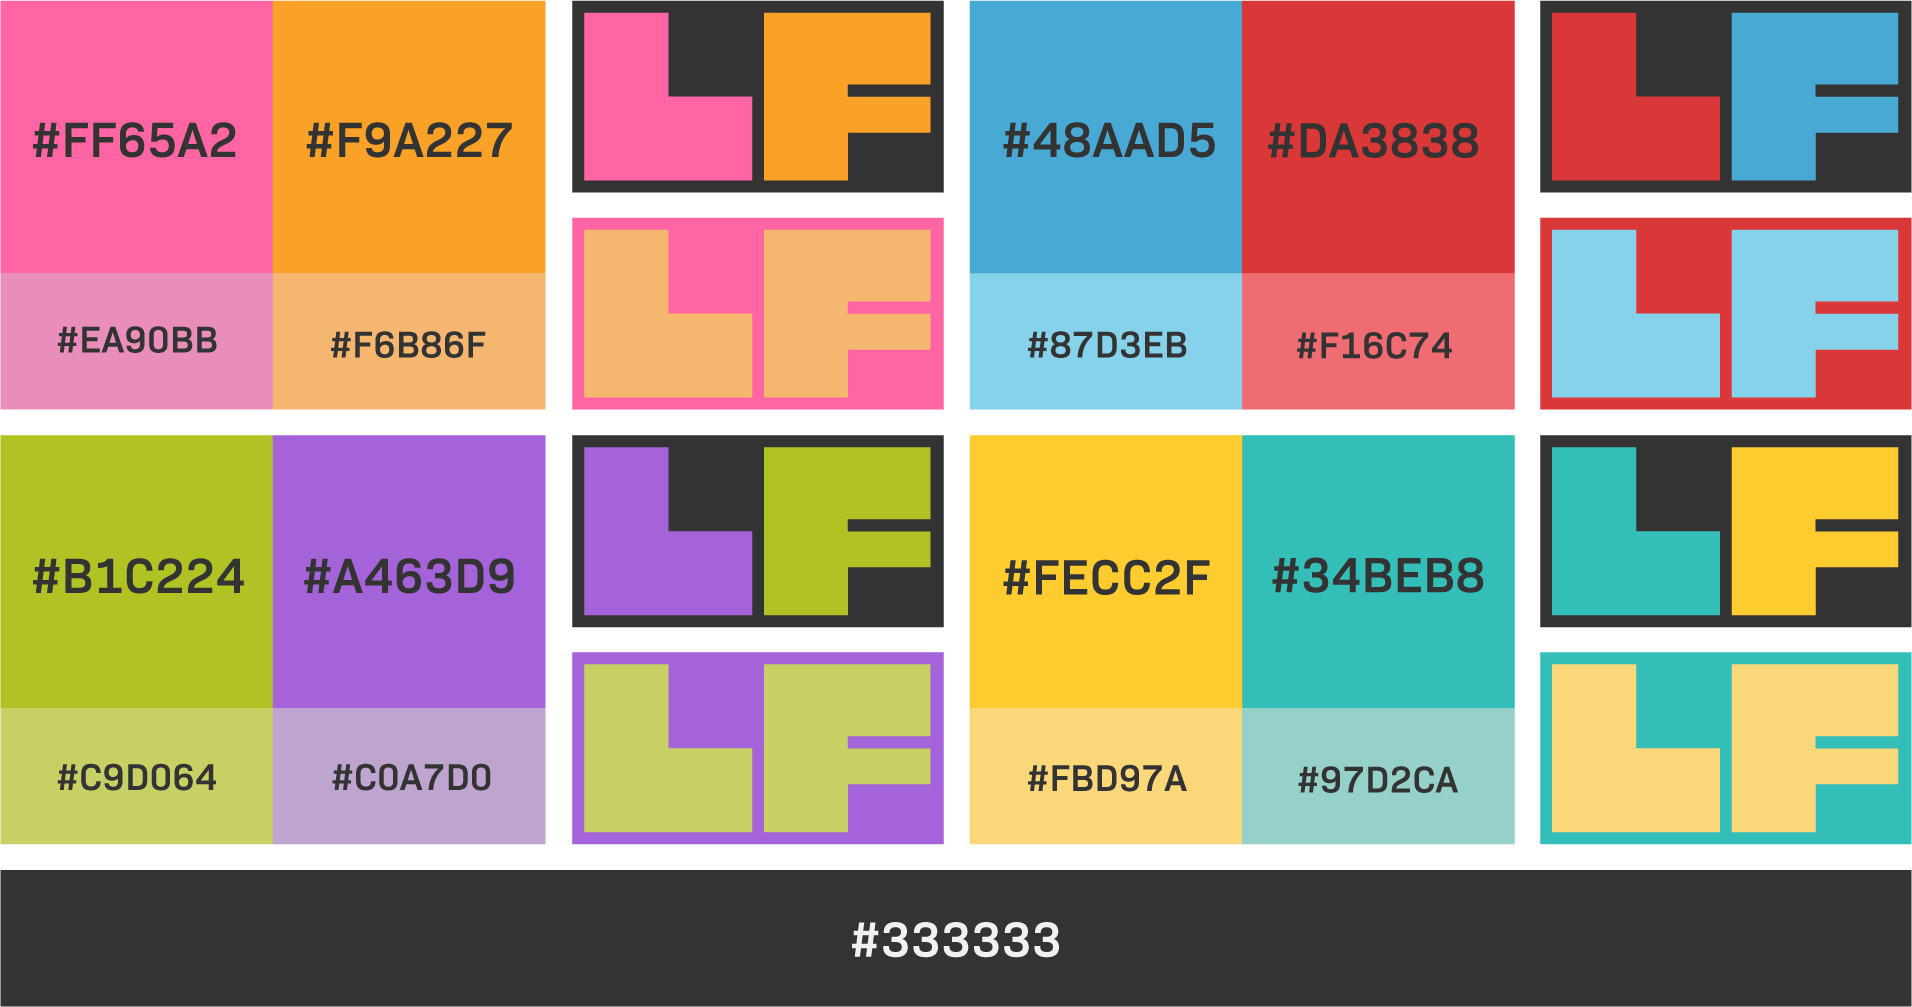 #FF65A2
#F9A227
#EA90BB
#F6B86F
LF
LF
#48AAD5
#DA3838
#87D3EB
#F16C74
LF
LF
#B1C224
#A463D9
#C9D064
#C0A7D0
LF
LF
#FECC2F
#34BEB8
#FBD97A
#97D2CA
LF
LF
#333333